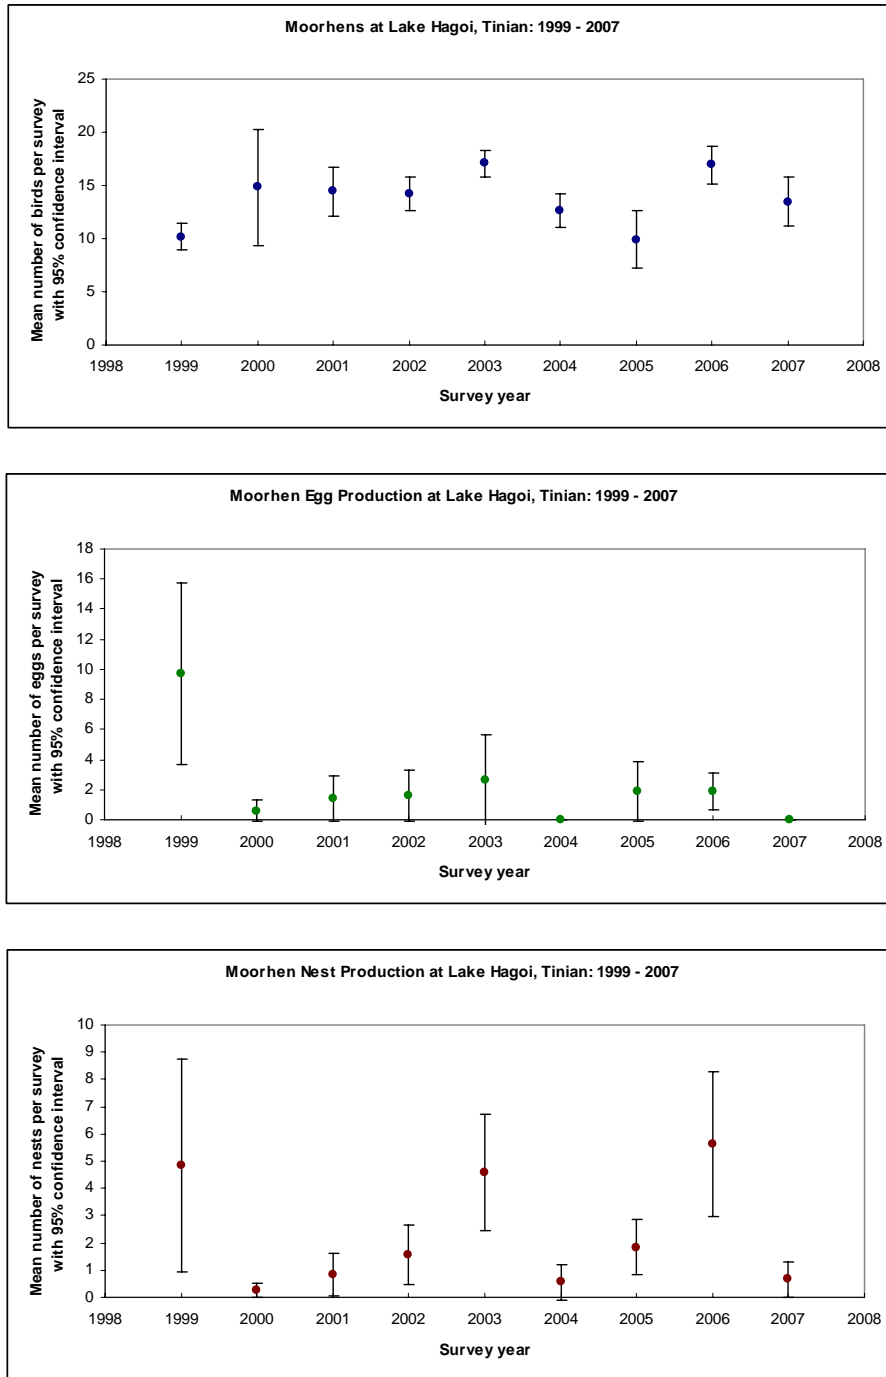 Moorhens at Lake Hagoi, Tinian: 1999 - 2007
Mean number of birds per survey
with 95% confidence interval
25
20
15
10
5
0
1998 1999 2000 2001 2002 2003 2004 2005 2006 2007 2008
Survey year
Moorhen Egg Production at Lake Hagoi, Tinian: 1999 - 2007
Mean number of eggs per survey
with 95% confidence interval
18
16
14
12
10
8
6
4
2
0
1998 1999 2000 2001 2002 2003 2004 2005 2006 2007 2008
Survey year
Moorhen Nest Production at Lake Hagoi, Tinian: 1999 - 2007
Mean number of nests per survey
with 95% confidence interval
10
9
8
7
6
5
4
3
2
1
0
1998 1999 2000 2001 2002 2003 2004 2005 2006 2007 2008
Survey year